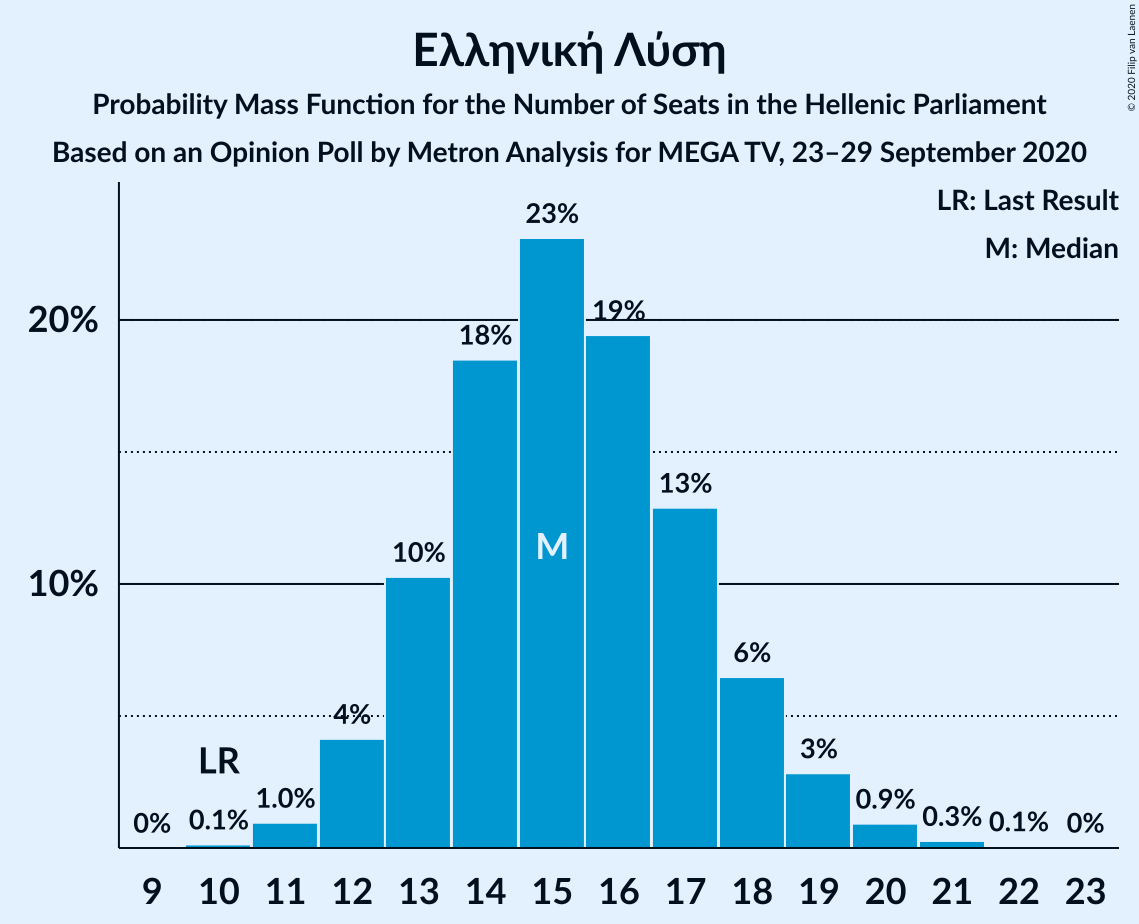 Ελληνική Λύση
Probability Mass Function for the Number of Seats in the Hellenic Parliament
Based on an Opinion Poll by Metron Analysis for MEGA TV, 23–29 September 2020
© 2020 Filip van Laenen
LR: Last Result
M: Median
20%
10%
0%
0.1%
1.0%
4%
10%
18%
23%
19%
13%
6%
3%
0.9%
0.3%
0.1%
0%
LR
M
9 10 11 12 13 14 15 16 17 18 19 20 21 22 23